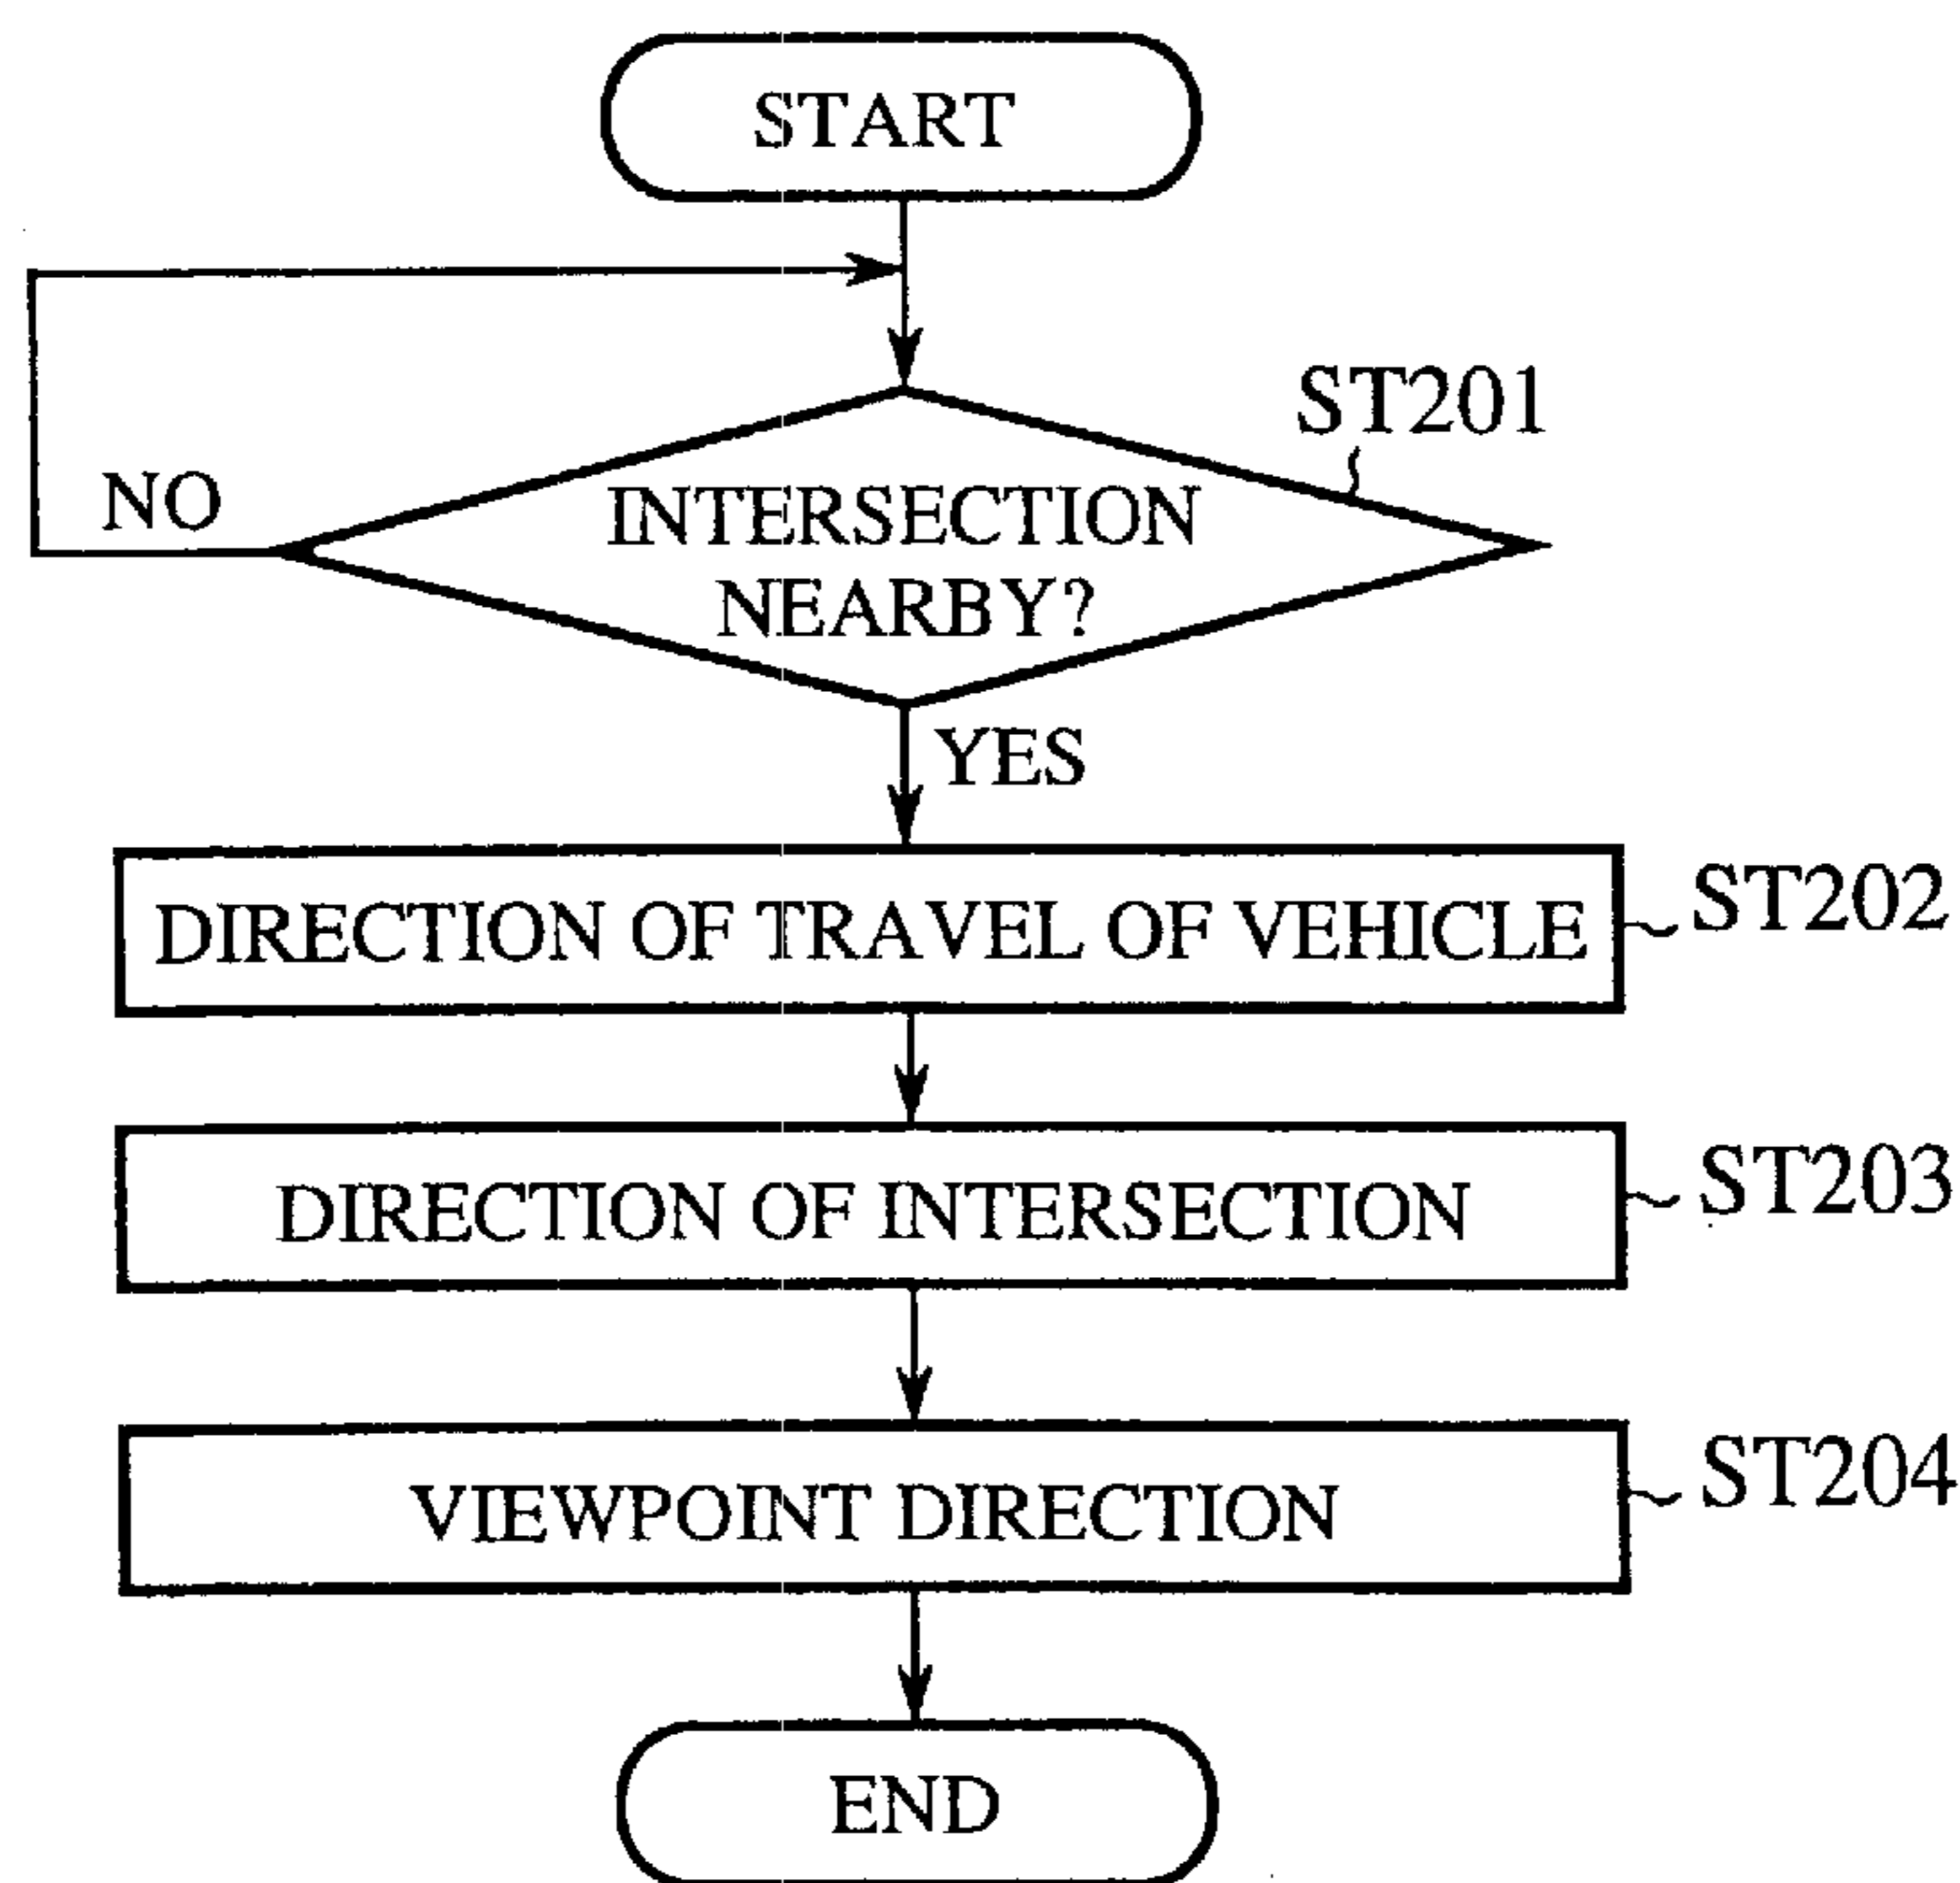 START
ST201
NO
INTERSECTION
NEARBY?
YES
DIRECTION OF TRAVEL OF VEHICLE
ST202
DIRECTION OF INTERSECTION
ST203
VIEWPOINT DIRECTION
ST204
END